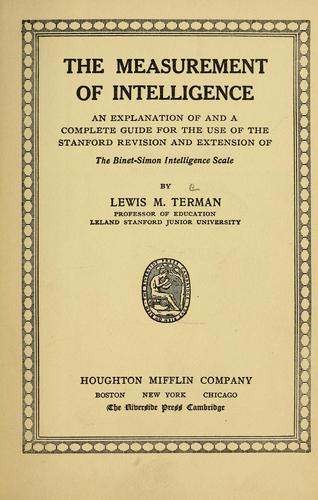 THE MEASUREMENT
OF INTELLIGENCE
AN EXPLANATION OF AND A
COMPLETE GUIDE FOR THE USE OF THE
STANFORD REVISION AND EXTENSION OF
The Binet-Simon Intelligence Scale
BY
LEWIS M. TERMAN
PROFESSOR OF EDUCATION
LELAND STANFORD JUNIOR UNIVERSITY
HOUGHTON MIFFLIN COMPANY
BOSTON NEW YORK CHICAGO
The Riverside Press Cambridge